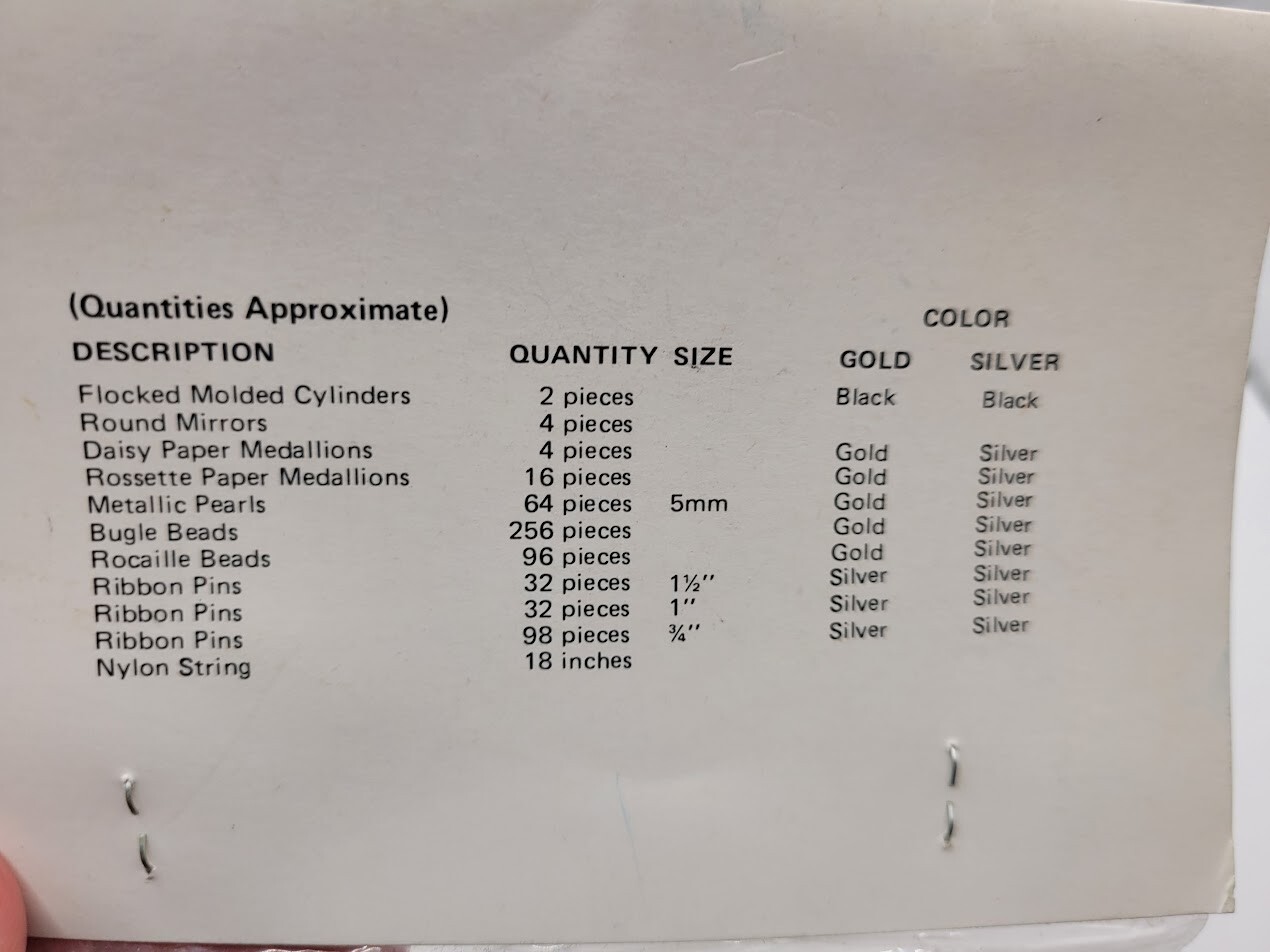 (Quantities Approximate)
COLOR
DESCRIPTION QUANTITY SIZE GOLD SILVER
Flocked Molded Cylinders 2 pieces Black Black
Round Mirrors 4 pieces
Daisy Paper Medallions 4 pieces Gold Silver
Rossette Paper Medallions 16 pieces Gold Silver
Metallic Pearls 64 pieces 5mm Gold Silver
Bugle Beads 256 pieces Gold Silver
Rocaille Beads 96 pieces Gold Silver
Ribbon Pins 32 pieces 1½" Silver Silver
Ribbon Pins 32 pieces 1" Silver Silver
Ribbon Pins 98 pieces ¾" Silver Silver
Nylon String 18 inches